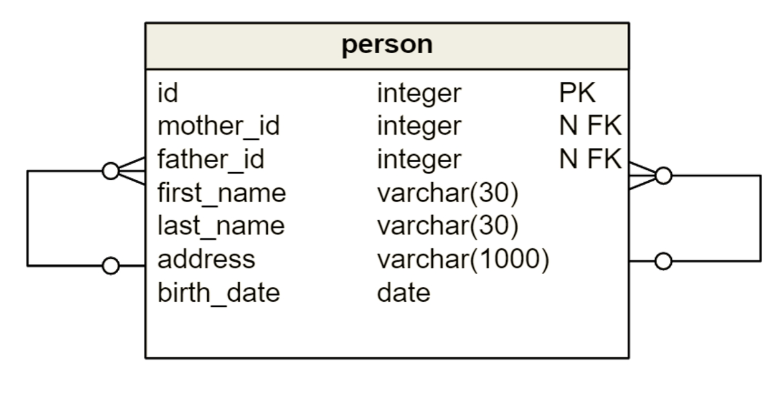 person
id integer PK
mother_id integer N FK
father_id integer N FK
first_name varchar(30)
last_name varchar(30)
address varchar(1000)
birth_date date